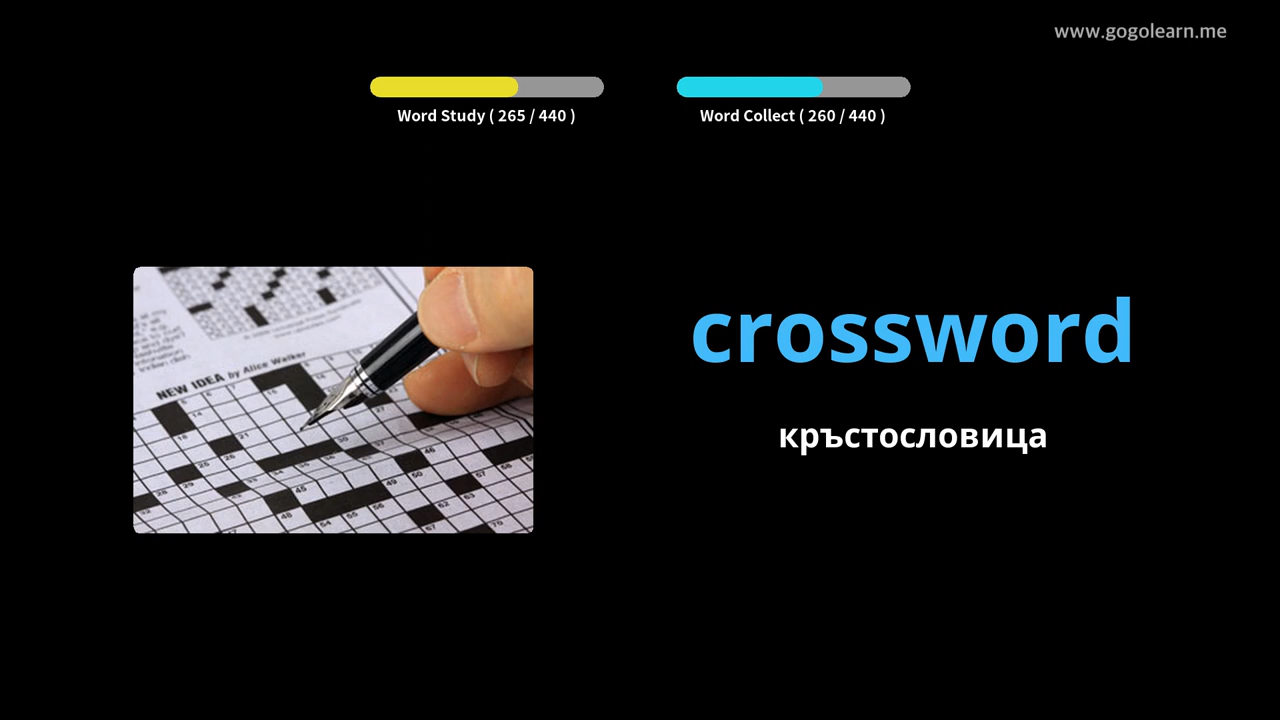 www.gogolearn.me
Word Study ( 265 / 440 )
Word Collect ( 260 / 440 )
crossword
кръстословица
NEW IDEA by Alice Walker